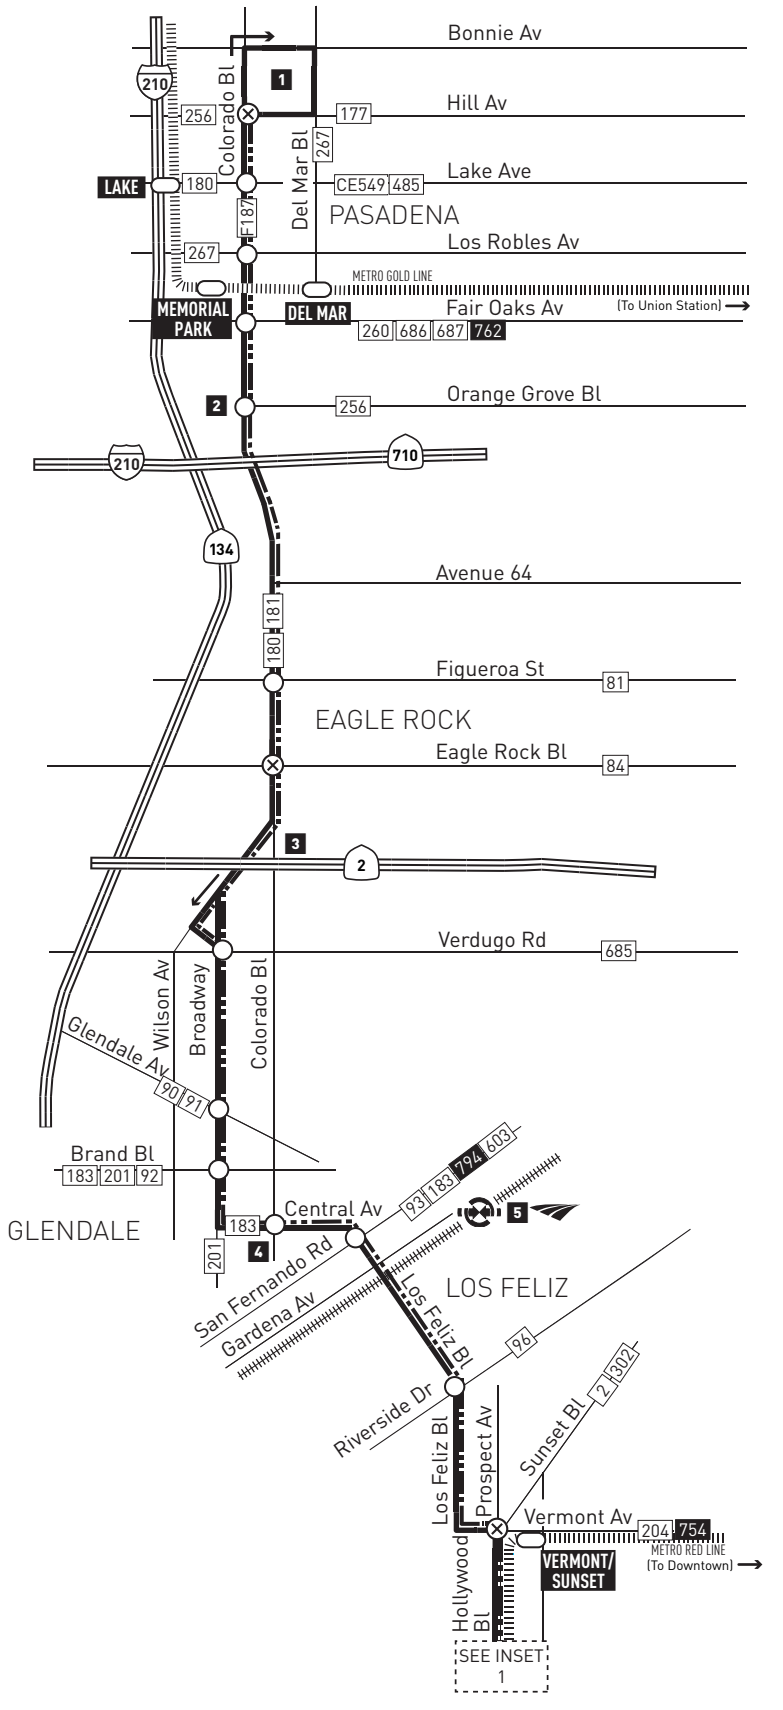 Bonnie Av
210
Colorado Bl
1
256
177
Hill Av
Del Mar Bl
267
LAKE
180
CE549 485
Lake Ave
F187
PASADENA
267
Los Robles Av
METRO GOLD LINE
(To Union Station)
MEMORIAL
PARK
DEL MAR
Fair Oaks Av
260 686 687 762
2
256
Orange Grove Bl
210
710
134
Avenue 64
181
180
Figueroa St
81
EAGLE ROCK
Eagle Rock Bl
84
3
2
Verdugo Rd
685
Wilson Av
Broadway
Colorado Bl
Glendale Av
90 91
Brand Bl
183 201 92
93 183 794 603
GLENDALE
183
Central Av
5
201
4
San Fernando Rd
Gardena Av
Los Feliz Bl
LOS FELIZ
96
Riverside Dr
2 302
Los Feliz Bl
Prospect Av
Sunset Bl
Vermont Av
204 754
METRO RED LINE
(To Downtown)
VERMONT/
SUNSET
Hollywood
Bl
SEE INSET
1